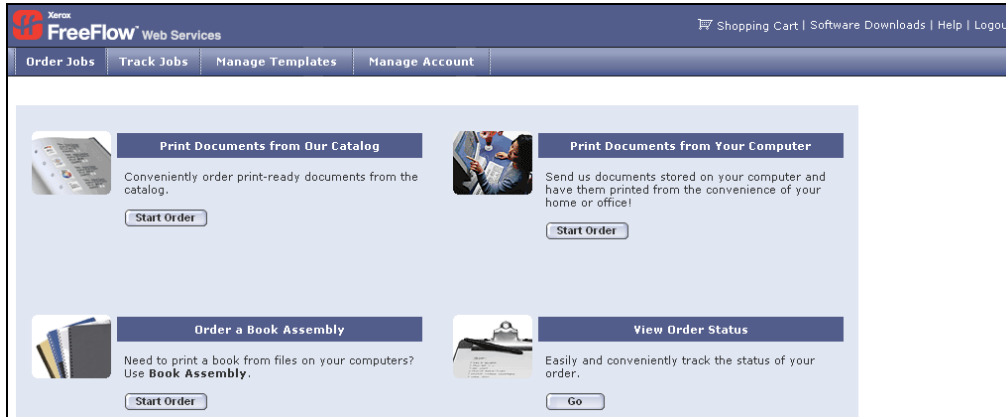 Xerox
FreeFlow™ Web Services
Shopping Cart | Software Downloads | Help | Logou
Order Jobs Track Jobs Manage Templates Manage Account
Print Documents from Our Catalog
Conveniently order print-ready documents from the
catalog.
Start Order
Print Documents from Your Computer
Send us documents stored on your computer and
have them printed from the convenience of your
home or office!
Start Order
Order a Book Assembly
Need to print a book from files on your computers?
Use Book Assembly.
Start Order
View Order Status
Easily and conveniently track the status of your
order.
Go